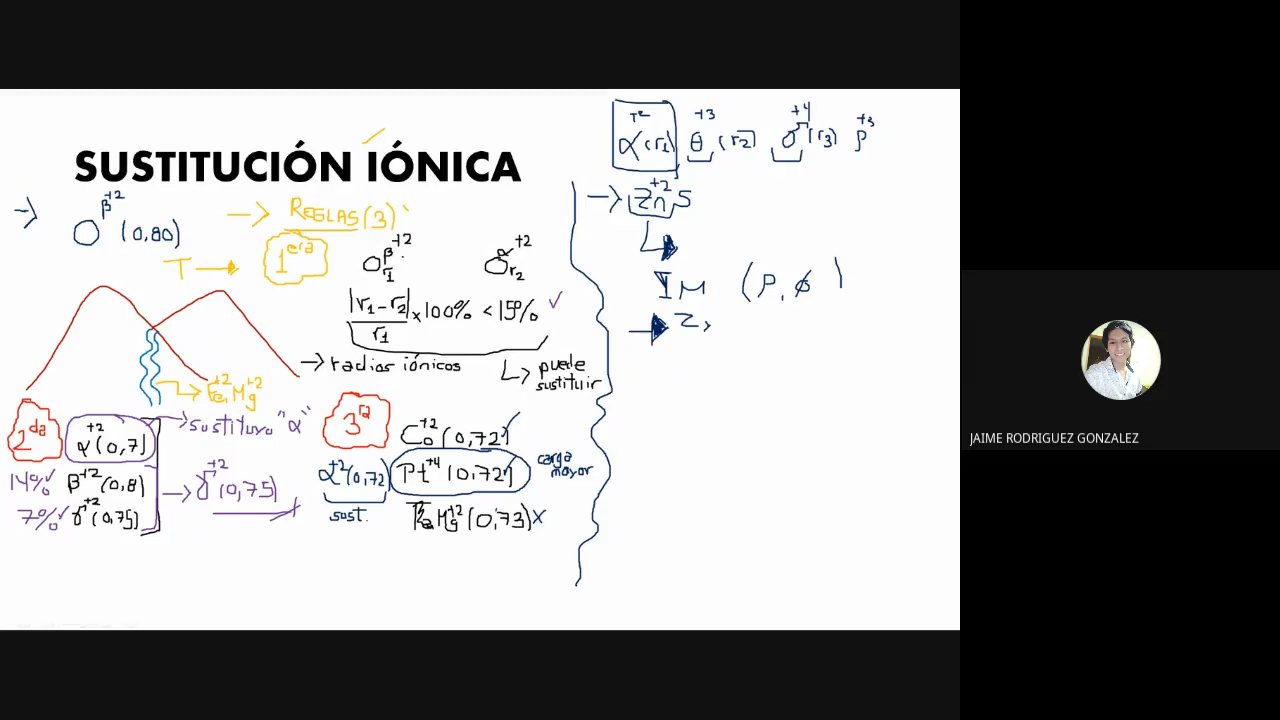 SUSTITUCIÓN IÓNICA
β+2
(0,80)
REGLAS (3)
T
1era
β+2
r1
α+2
r2
|r1-r2| x 100% < 15%
r1
radios iónicos
puede
sustituir
Fe+2, Mg+2
2da
α+2 (0,7)
sustituyo "α"
14% β+2 (0,8)
σ+2 (0,75)
7% σ+2 (0,75)
3ra
Co+2 (0,72)
α+2 (0,72)
Pt+4 (0,72)
carga
mayor
sust.
Mg+2 (0,73) x
+2 α (r1) +3 θ (r2) +4 σ (r3) +3 ρ
Zn+2 S
IM (P, ϕ )
JAIME RODRIGUEZ GONZALEZ